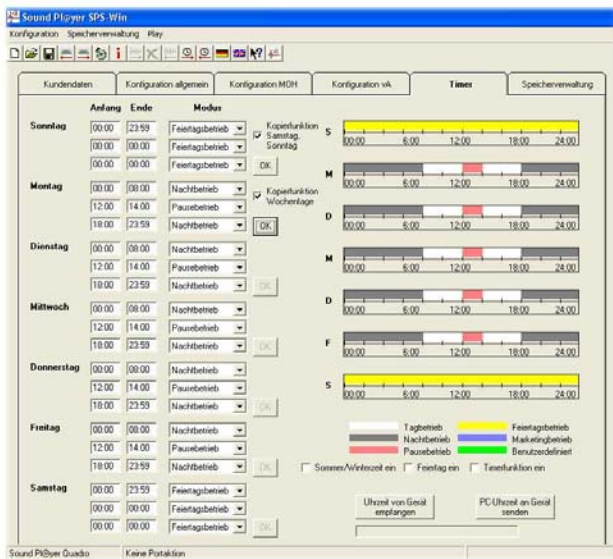 Sound Pl@yer SPS-Win
Konfiguration Speicherverwaltung Play
Kundendaten Konfiguration allgemein Konfiguration MOH Konfiguration vA Timer Speicherverwaltung
Anfang Ende Modus
Sonntag 00:00 23:59 Feiertagsbetrieb Kopierfunktion Samstag, Sonntag
00:00 00:00 Feiertagsbetrieb
00:00 00:00 Feiertagsbetrieb OK
Montag 00:00 08:00 Nachtbetrieb Kopierfunktion Wochentage
12:00 14:00 Pausebetrieb
18:00 23:59 Nachtbetrieb OK
Dienstag 00:00 08:00 Nachtbetrieb
12:00 14:00 Pausebetrieb
18:00 23:59 Nachtbetrieb OK
Mittwoch 00:00 08:00 Nachtbetrieb
12:00 14:00 Pausebetrieb
18:00 23:59 Nachtbetrieb OK
Donnerstag 00:00 08:00 Nachtbetrieb
12:00 14:00 Pausebetrieb
18:00 23:59 Nachtbetrieb OK
Freitag 00:00 08:00 Nachtbetrieb
12:00 14:00 Pausebetrieb
18:00 23:59 Nachtbetrieb OK
Samstag 00:00 23:59 Feiertagsbetrieb
00:00 00:00 Feiertagsbetrieb
00:00 00:00 Feiertagsbetrieb OK
S
00:00 6:00 12:00 18:00 24:00
M
00:00 6:00 12:00 18:00 24:00
D
00:00 6:00 12:00 18:00 24:00
M
00:00 6:00 12:00 18:00 24:00
D
00:00 6:00 12:00 18:00 24:00
F
00:00 6:00 12:00 18:00 24:00
S
00:00 6:00 12:00 18:00 24:00
Tagbetrieb Feiertagsbetrieb
Nachtbetrieb Marketingbetrieb
Pausebetrieb Benutzerdefiniert
Sommer/Winterzeit ein Feiertag ein Timerfunktion ein
Uhrzeit von Gerät empfangen
PC-Uhrzeit an Gerät senden
Sound Pl@yer Quadro Keine Portaktion